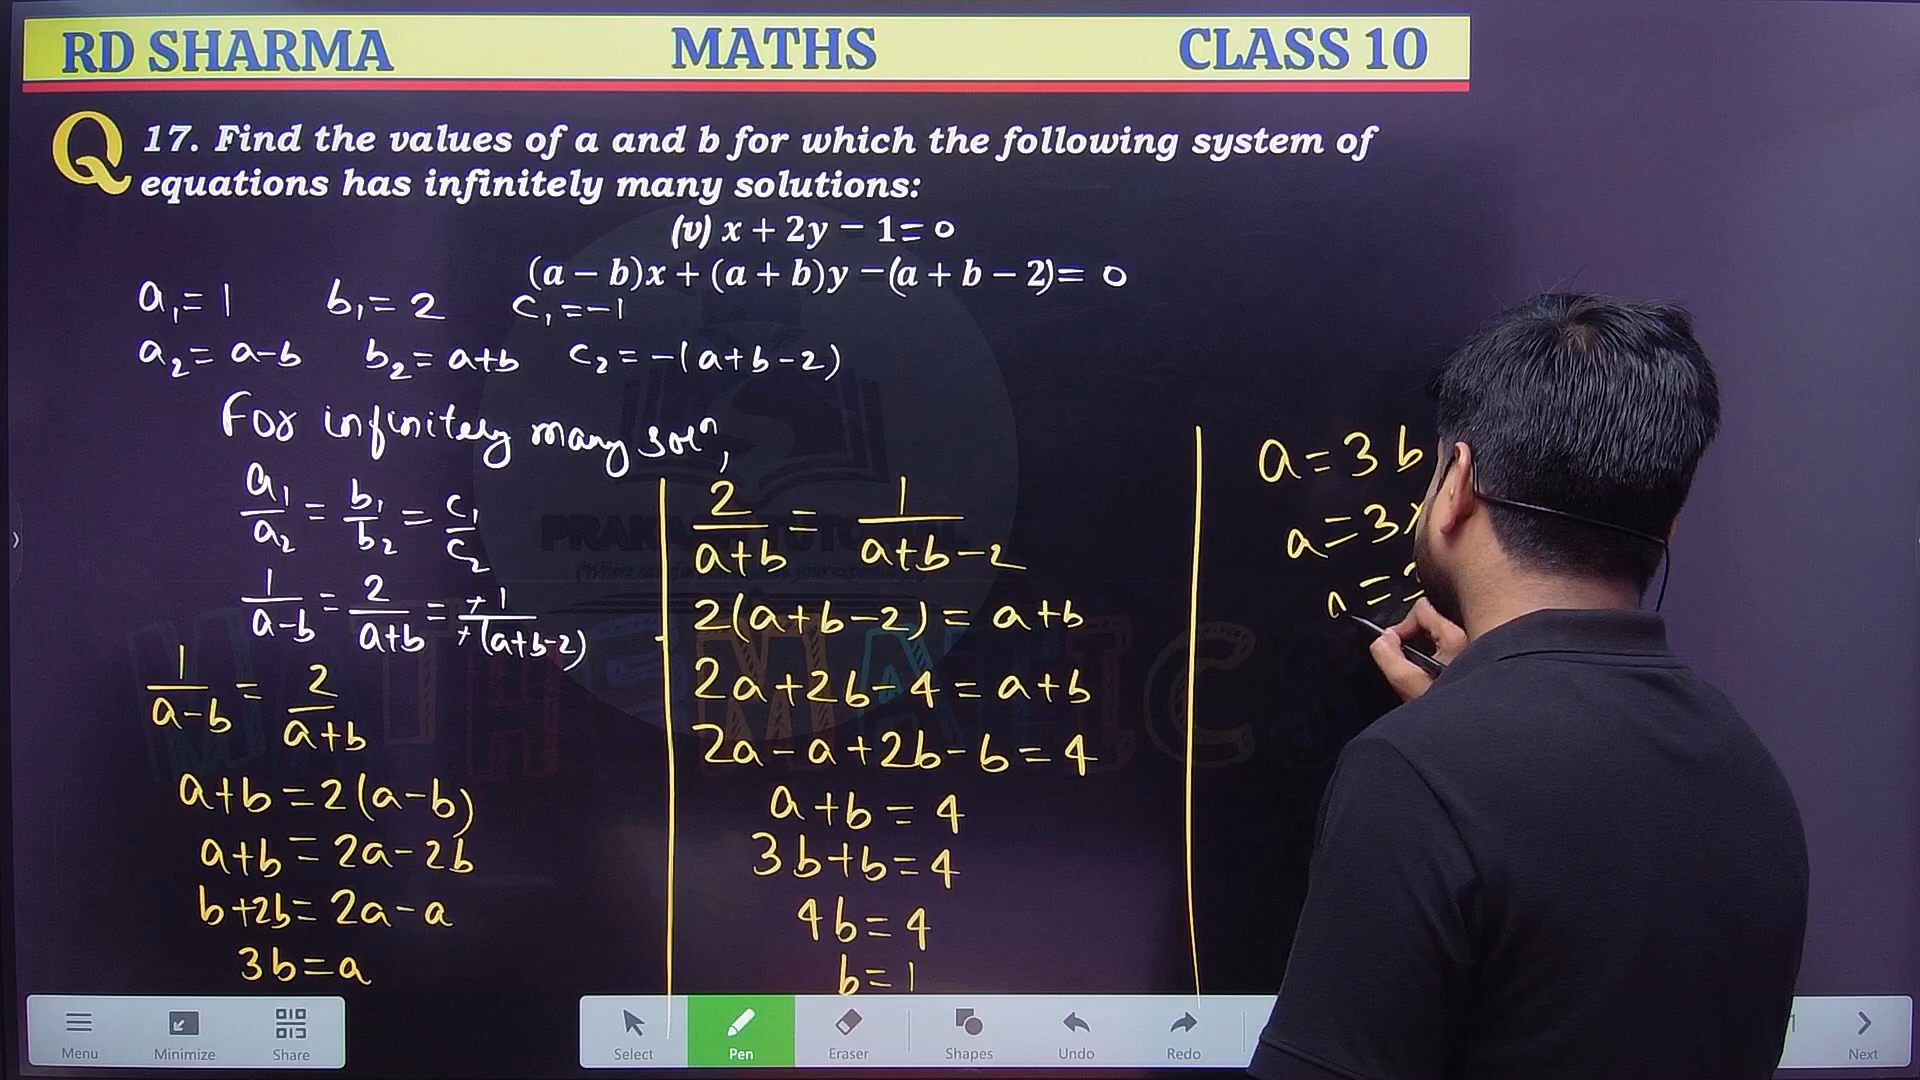 RD SHARMA MATHS CLASS 10
Q 17. Find the values of a and b for which the following system of
equations has infinitely many solutions:
(v) x + 2y − 1 = 0
(a − b)x + (a + b)y − (a + b − 2) = 0
a₁ = 1 b₁ = 2 c₁ = -1
a₂ = a-b b₂ = a+b c₂ = -(a+b-2)
For infinitely many solⁿ,
a₁/a₂ = b₁/b₂ = c₁/c₂
1/(a-b) = 2/(a+b) = +1/+(a+b-2)
1/(a-b) = 2/(a+b)
a+b = 2(a-b)
a+b = 2a-2b
b+2b = 2a-a
3b = a
2/(a+b) = 1/(a+b-2)
2(a+b-2) = a+b
2a+2b-4 = a+b
2a-a+2b-b = 4
a+b = 4
3b+b = 4
4b = 4
b = 1
a = 3b
a = 3×
a =
PRAKASH TUTORIAL
MATHEMATICS
Menu Minimize Share Select Pen Eraser Shapes Undo Redo Next